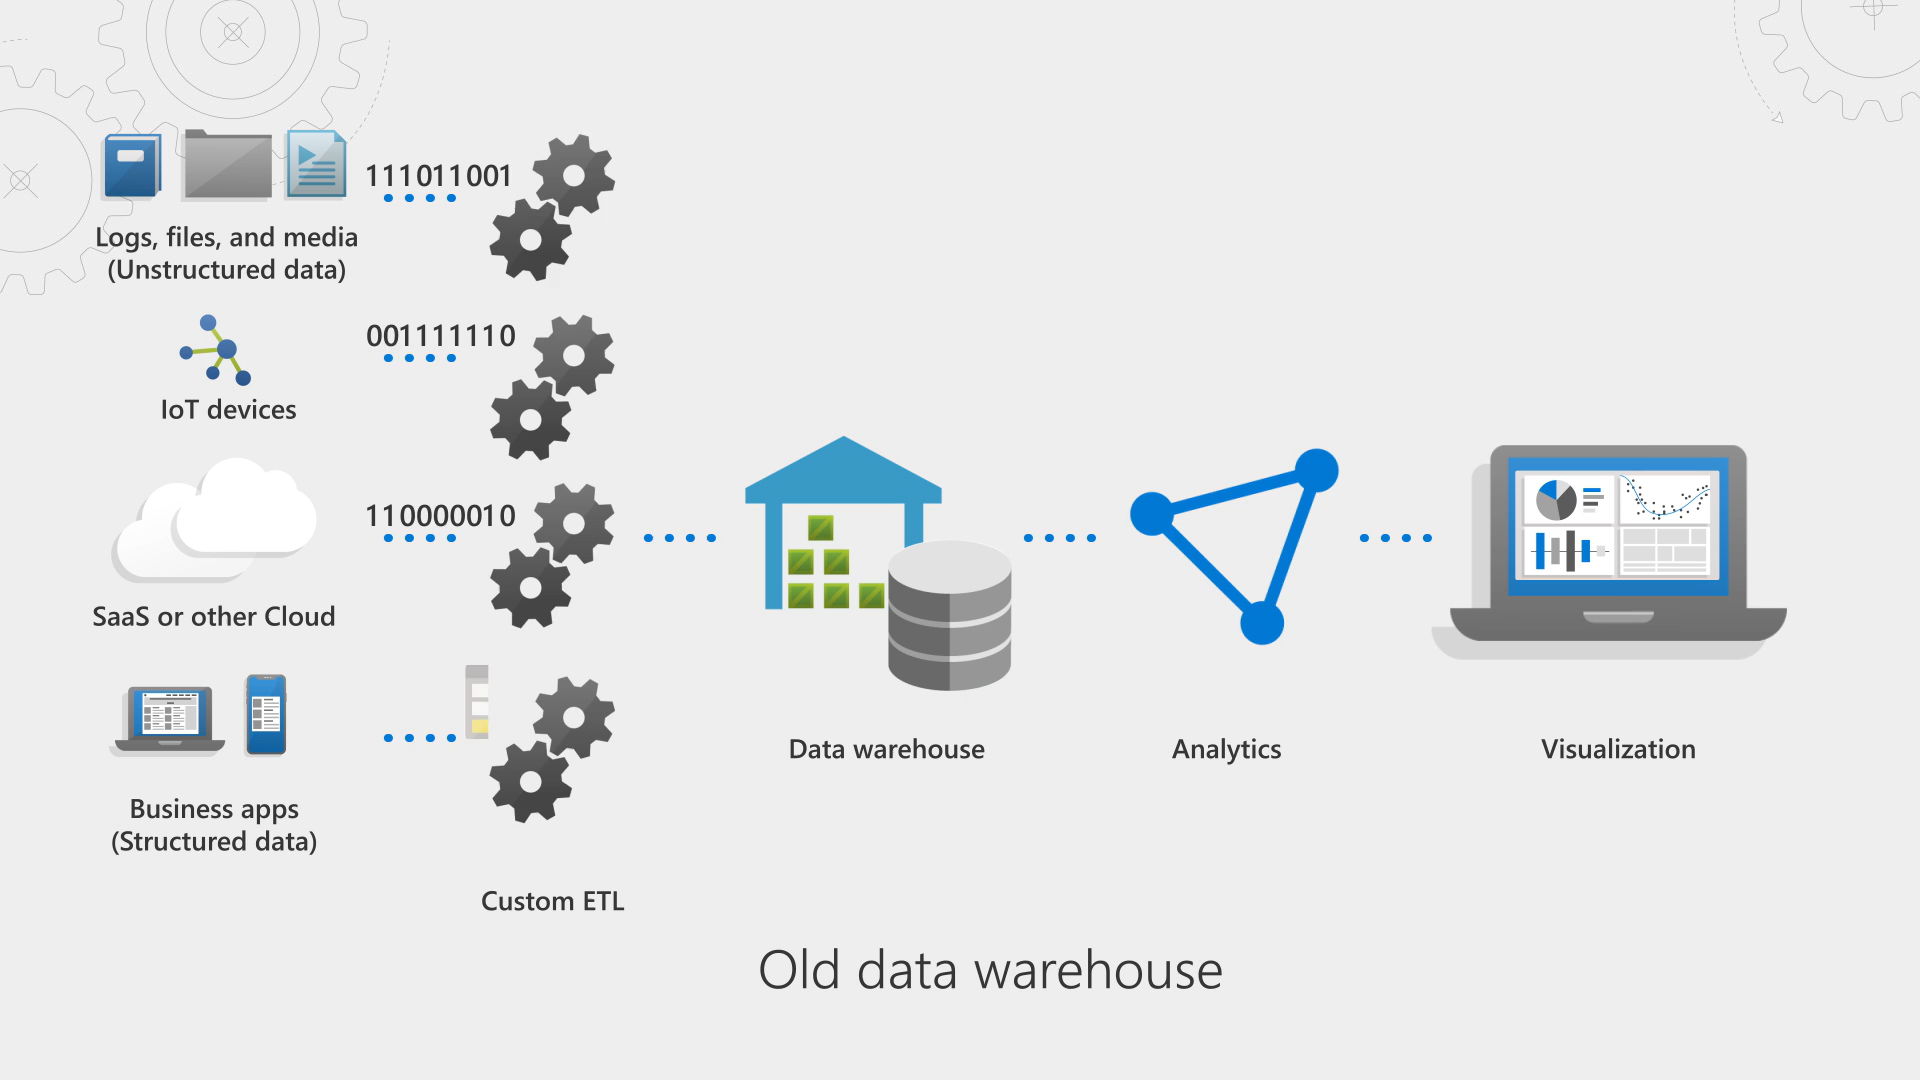 111011001
Logs, files, and media
(Unstructured data)
001111110
IoT devices
110000010
SaaS or other Cloud
Business apps
(Structured data)
Custom ETL
Data warehouse
Analytics
Visualization
Old data warehouse